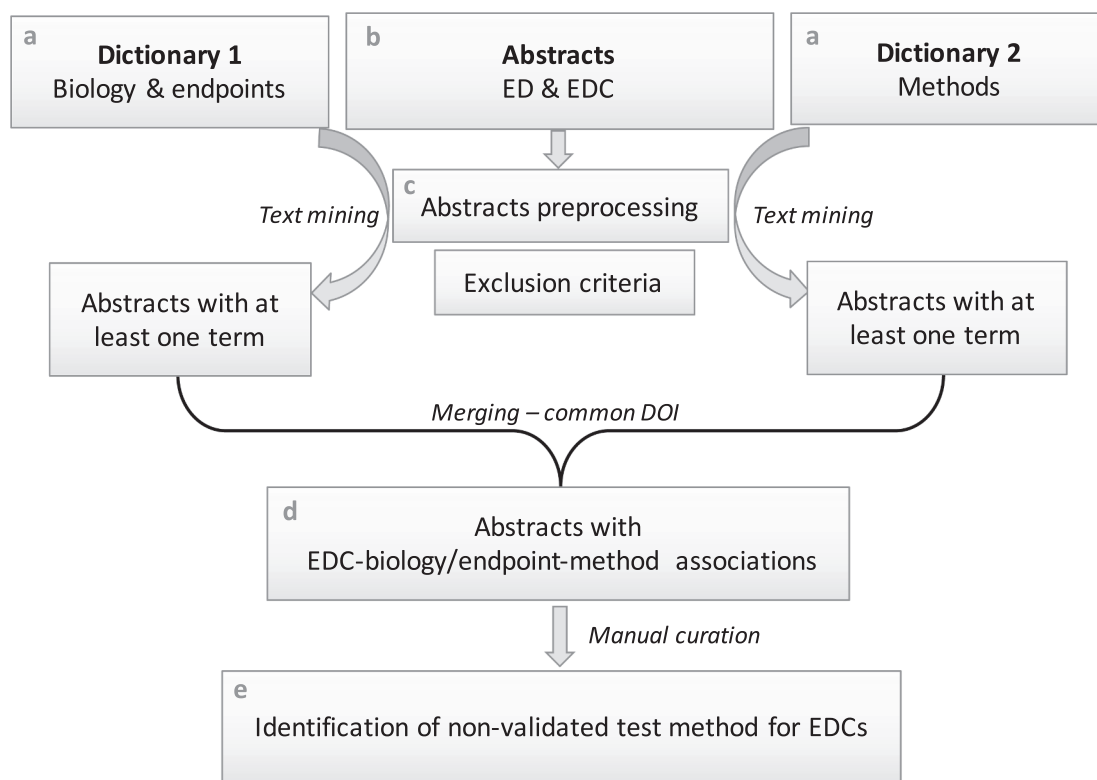 a
Dictionary 1
Biology & endpoints
b
Abstracts
ED & EDC
a
Dictionary 2
Methods
c
Abstracts preprocessing
Text mining
Text mining
Exclusion criteria
Abstracts with at
least one term
Abstracts with at
least one term
Merging – common DOI
d
Abstracts with
EDC-biology/endpoint-method associations
Manual curation
e
Identification of non-validated test method for EDCs